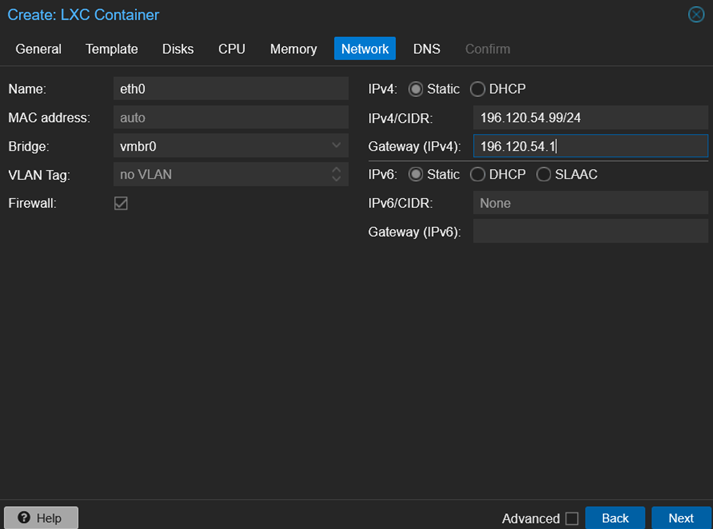 Create: LXC Container
General Template Disks CPU Memory Network DNS Confirm
Name: eth0
MAC address: auto
Bridge: vmbr0
VLAN Tag: no VLAN
Firewall:
IPv4: Static DHCP
IPv4/CIDR: 196.120.54.99/24
Gateway (IPv4): 196.120.54.1
IPv6: Static DHCP SLAAC
IPv6/CIDR: None
Gateway (IPv6):
Help Advanced Back Next